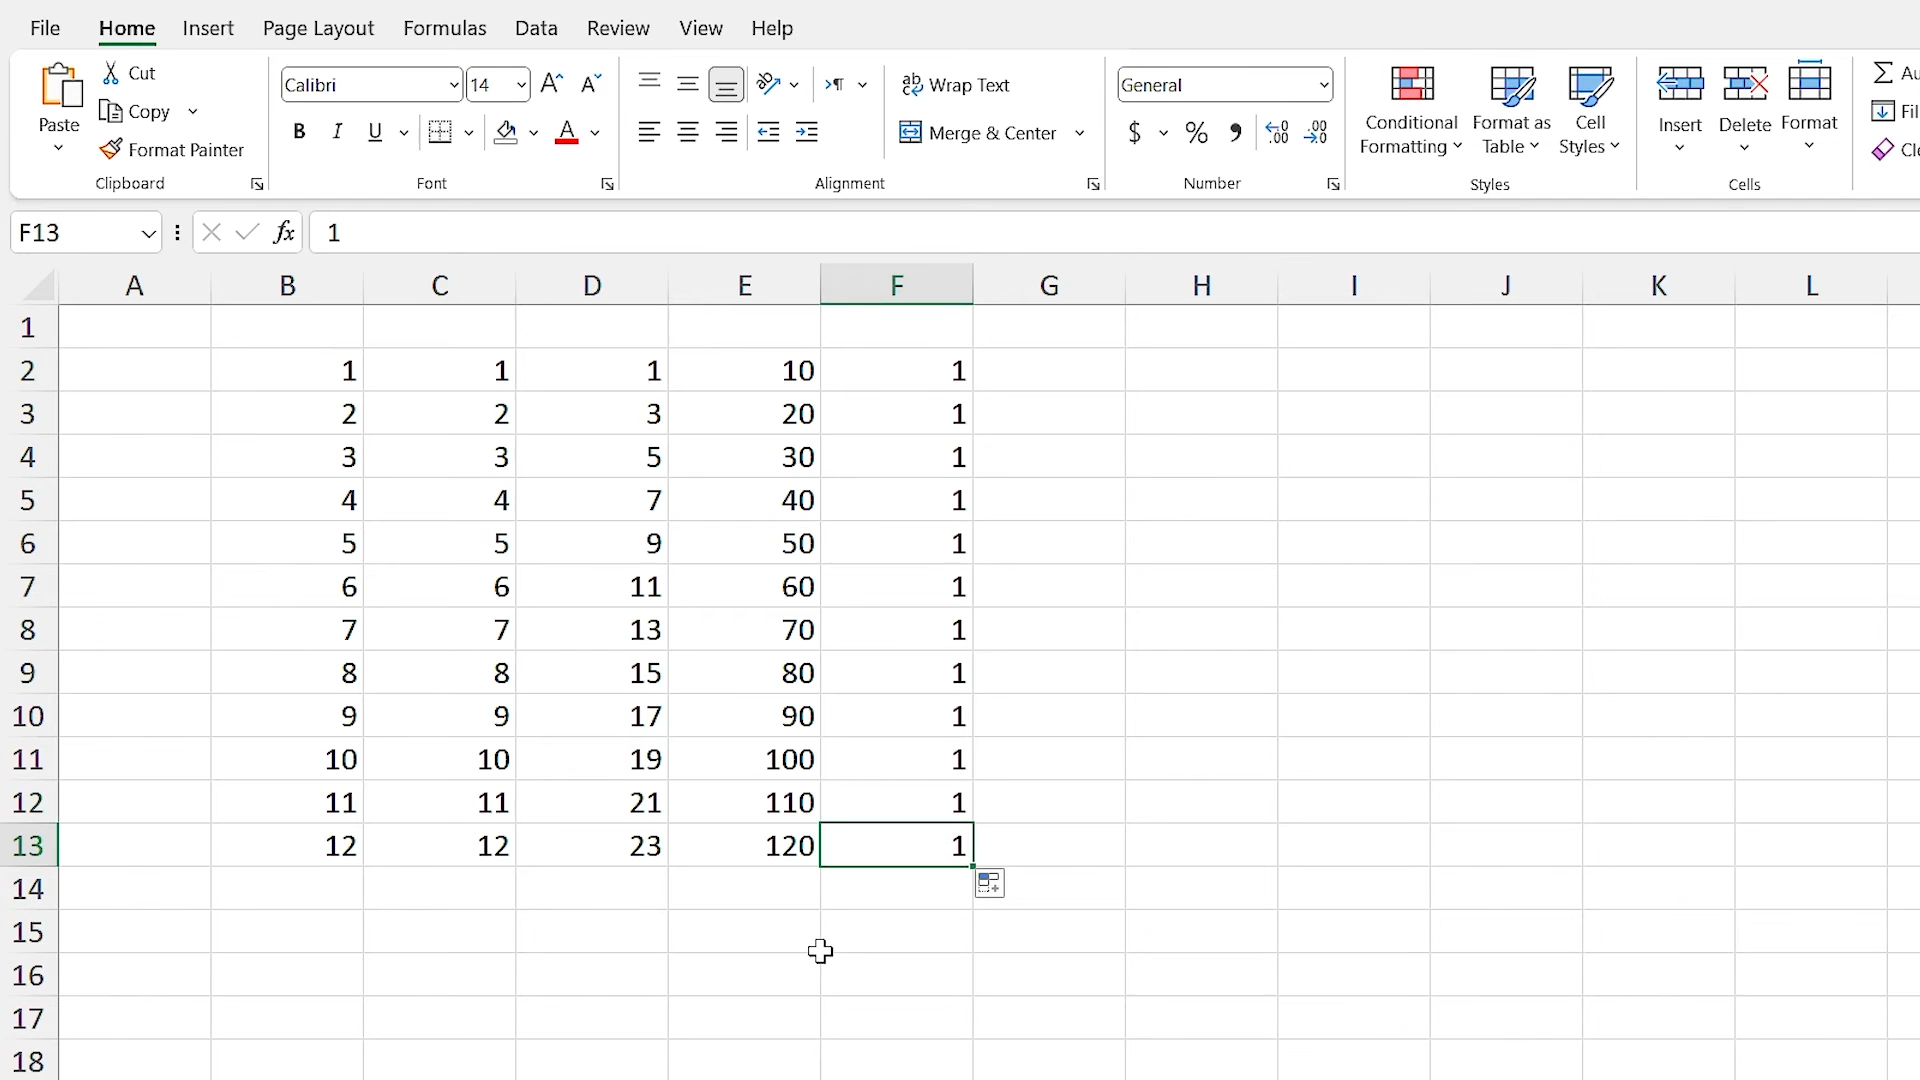 File Home Insert Page Layout Formulas Data Review View Help
Paste Cut Copy Format Painter Clipboard
Calibri 14 B I U A Font
ab Wrap Text Merge & Center Alignment
General $ % Number
Conditional Formatting Format as Table Cell Styles Styles
Insert Delete Format Cells
F13 fx 1
A B C D E F G H I J K L
1
2 1 1 1 10 1
3 2 2 3 20 1
4 3 3 5 30 1
5 4 4 7 40 1
6 5 5 9 50 1
7 6 6 11 60 1
8 7 7 13 70 1
9 8 8 15 80 1
10 9 9 17 90 1
11 10 10 19 100 1
12 11 11 21 110 1
13 12 12 23 120 1
14
15
16
17
18